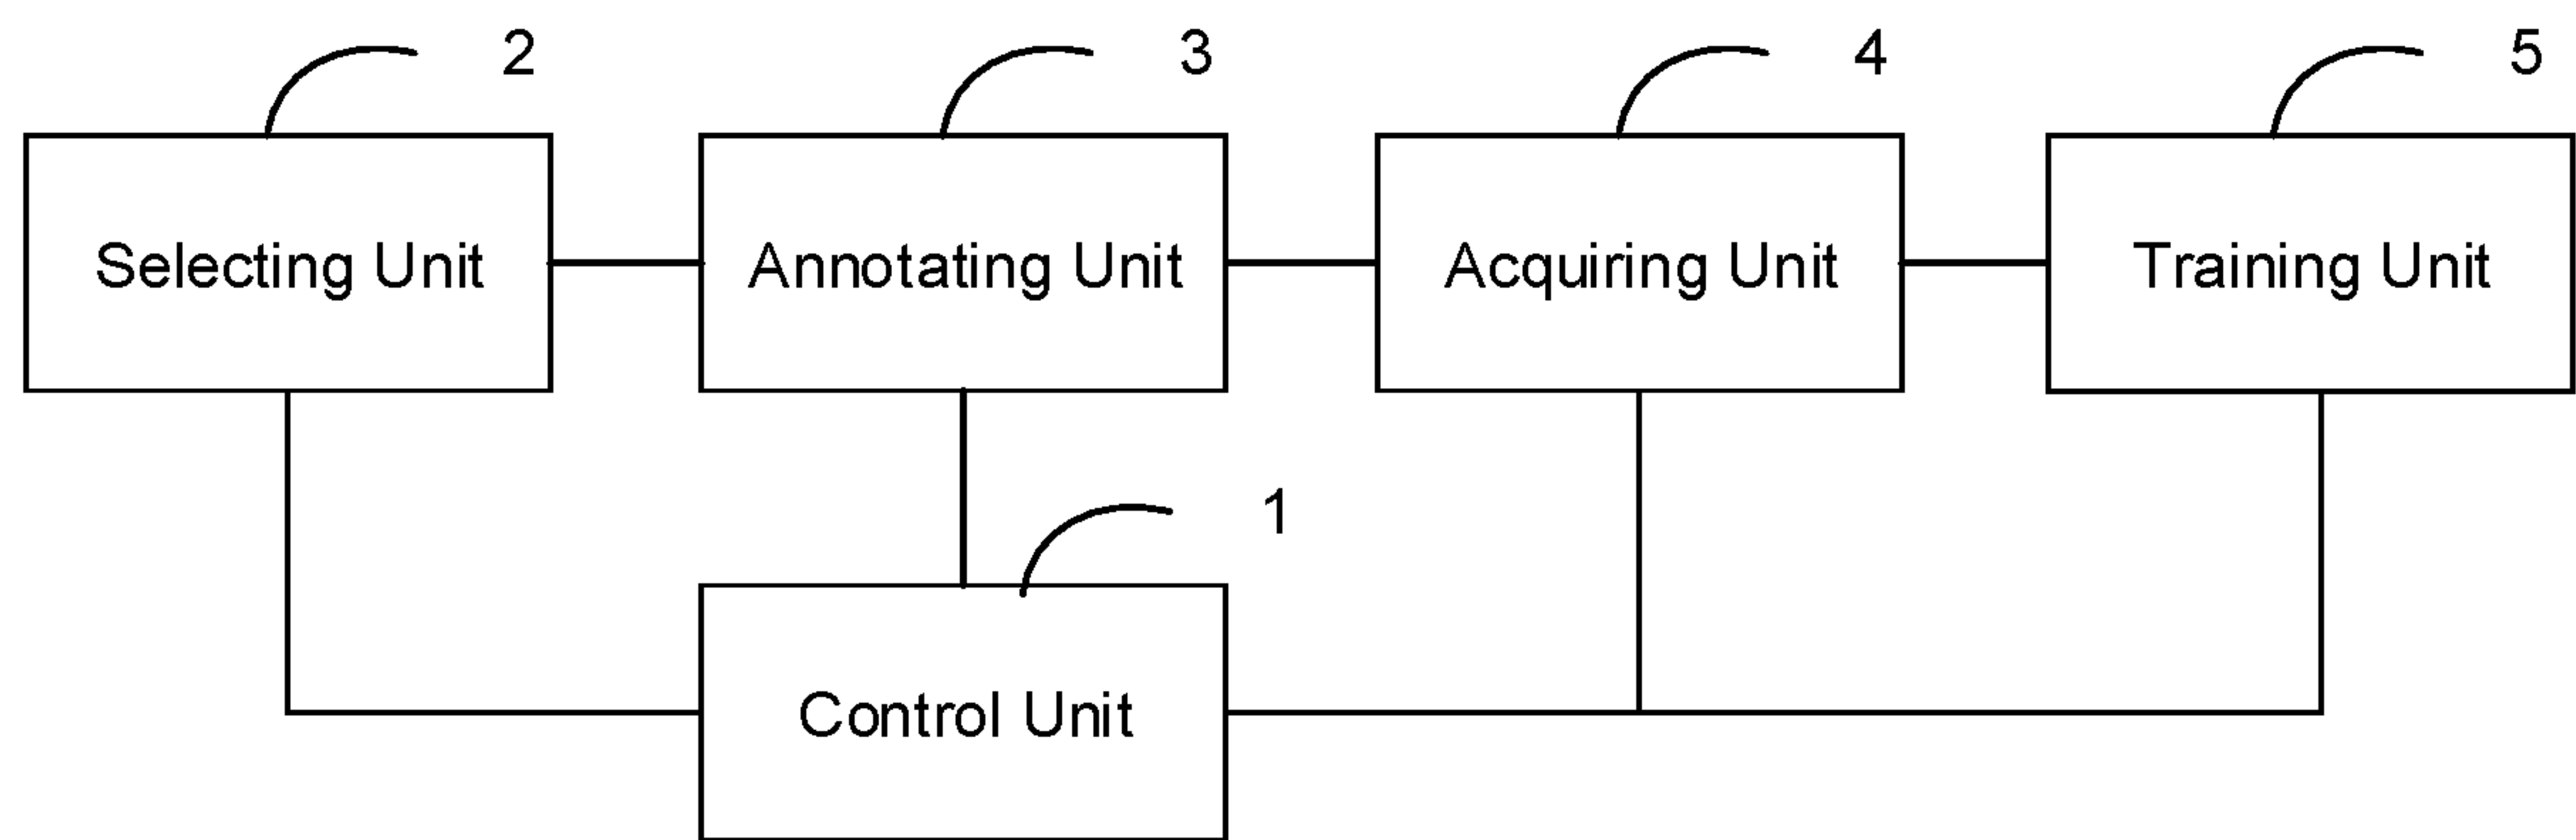 2
3
4
5
Selecting Unit
Annotating Unit
Acquiring Unit
Training Unit
1
Control Unit